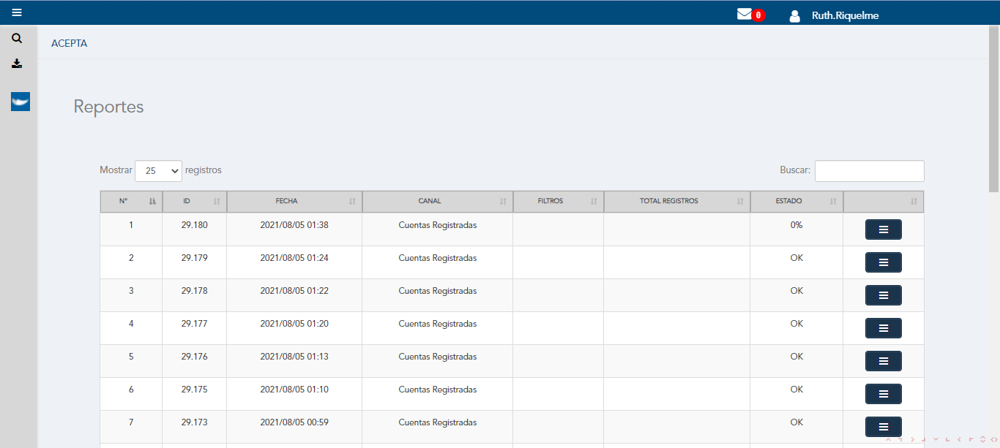 0 Ruth.Riquelme
ACEPTA
Reportes
Mostrar 25 registros Buscar:
N° ID FECHA CANAL FILTROS TOTAL REGISTROS ESTADO
1 29.180 2021/08/05 01:38 Cuentas Registradas 0%
2 29.179 2021/08/05 01:24 Cuentas Registradas OK
3 29.178 2021/08/05 01:22 Cuentas Registradas OK
4 29.177 2021/08/05 01:20 Cuentas Registradas OK
5 29.176 2021/08/05 01:13 Cuentas Registradas OK
6 29.175 2021/08/05 01:10 Cuentas Registradas OK
7 29.173 2021/08/05 00:59 Cuentas Registradas OK